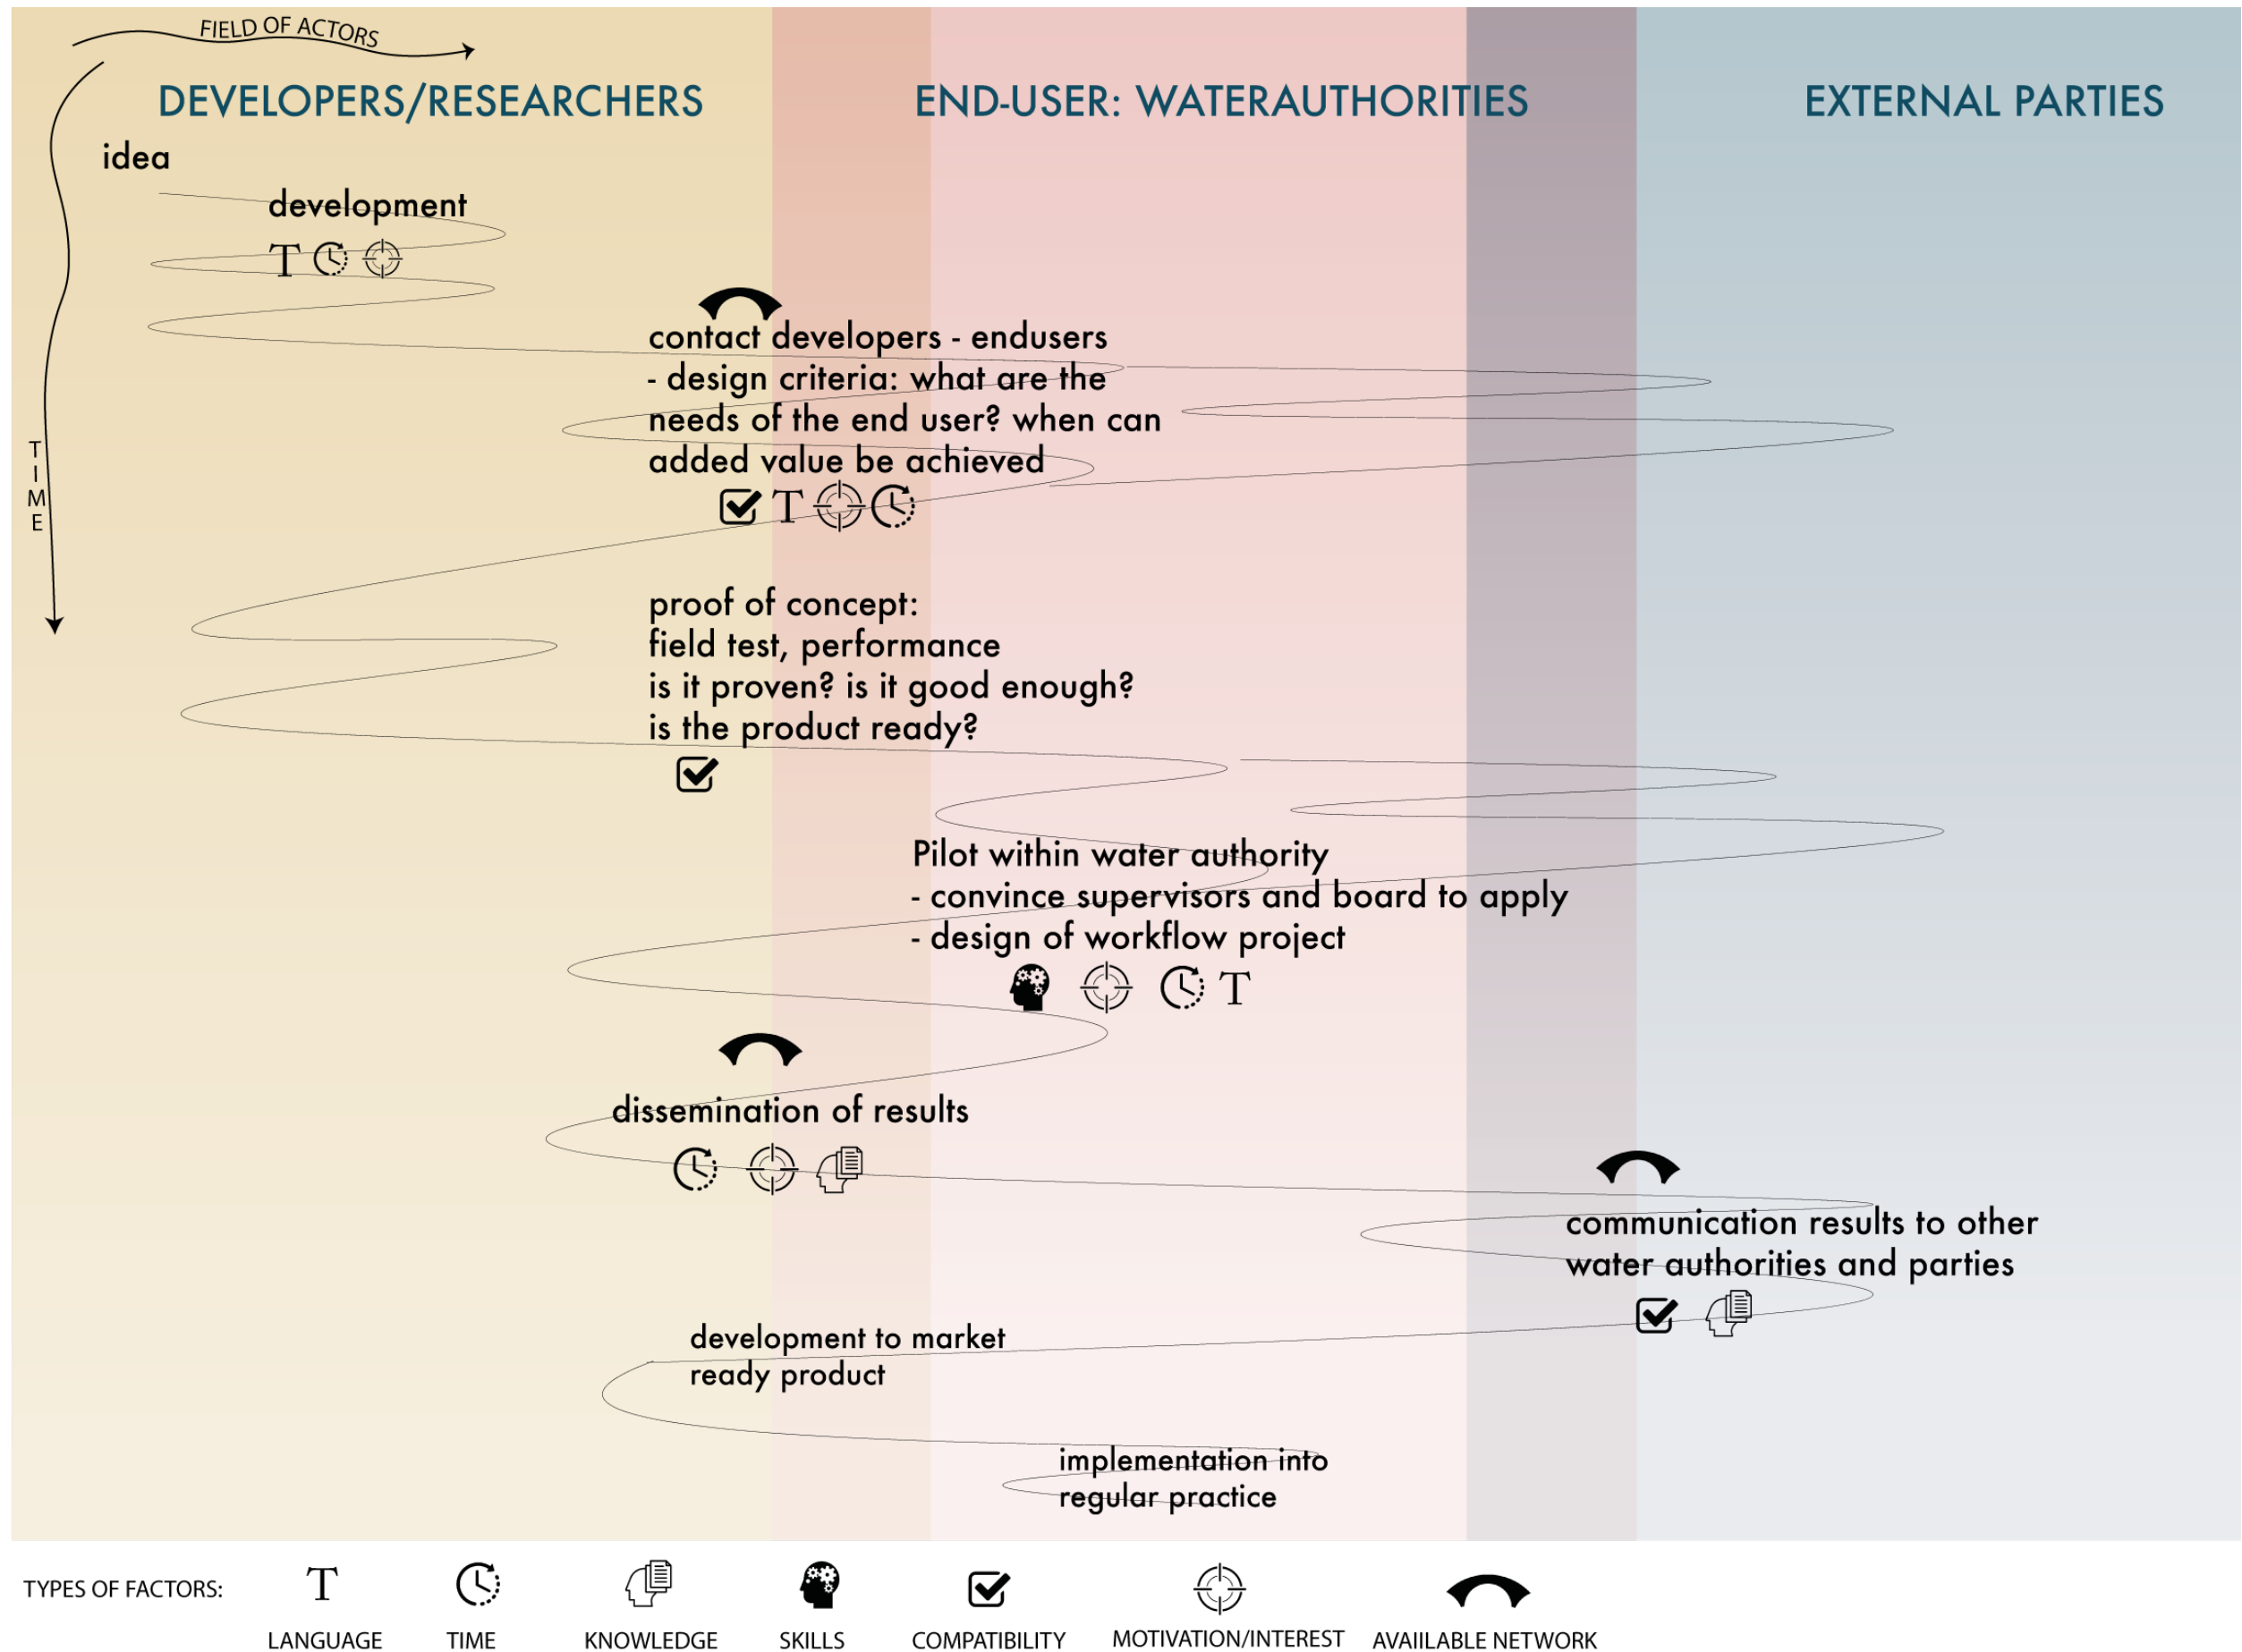 FIELD OF ACTORS
DEVELOPERS/RESEARCHERS
END-USER: WATERAUTHORITIES
EXTERNAL PARTIES
TIME
idea
development
T
contact developers - endusers
- design criteria: what are the
needs of the end user? when can
added value be achieved
T
proof of concept:
field test, performance
is it proven? is it good enough?
is the product ready?
Pilot within water authority
- convince supervisors and board to apply
- design of workflow project
T
dissemination of results
communication results to other
water authorities and parties
development to market
ready product
implementation into
regular practice
TYPES OF FACTORS:
T
LANGUAGE
TIME
KNOWLEDGE
SKILLS
COMPATIBILITY
MOTIVATION/INTEREST
AVAIILABLE NETWORK